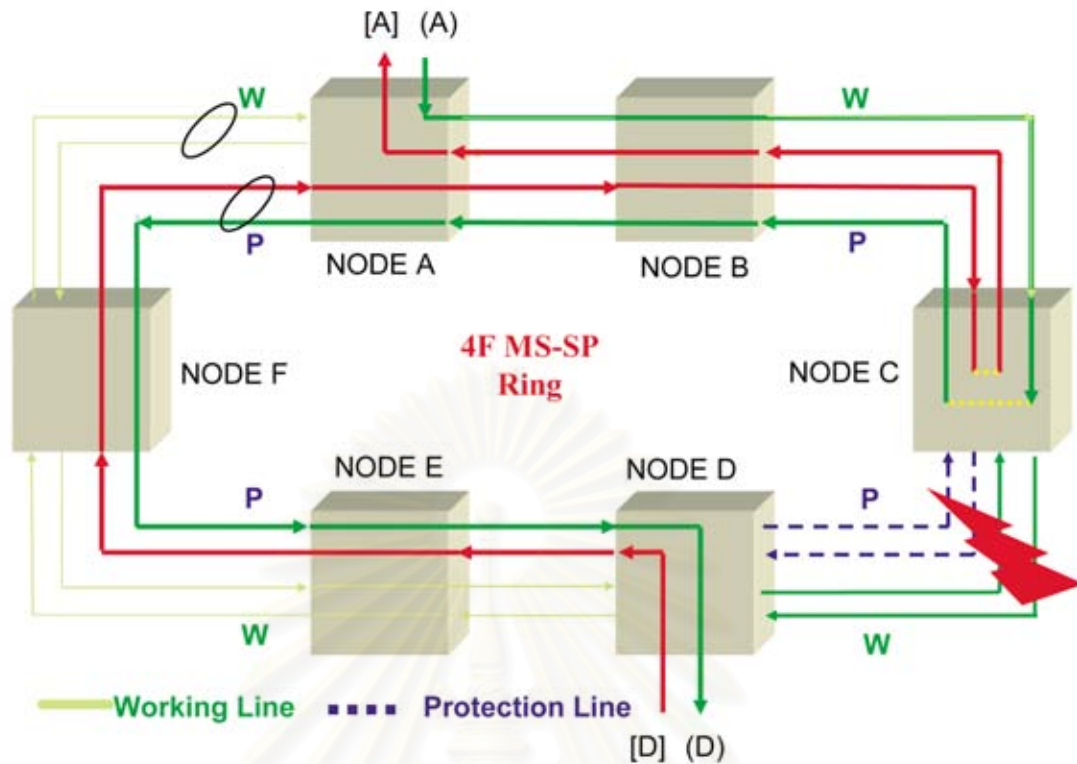 [A] (A)
W
W
P
NODE A
NODE B
P
4F MS-SP
Ring
NODE F
NODE C
NODE E
NODE D
P
P
W
W
Working Line
Protection Line
[D] (D)